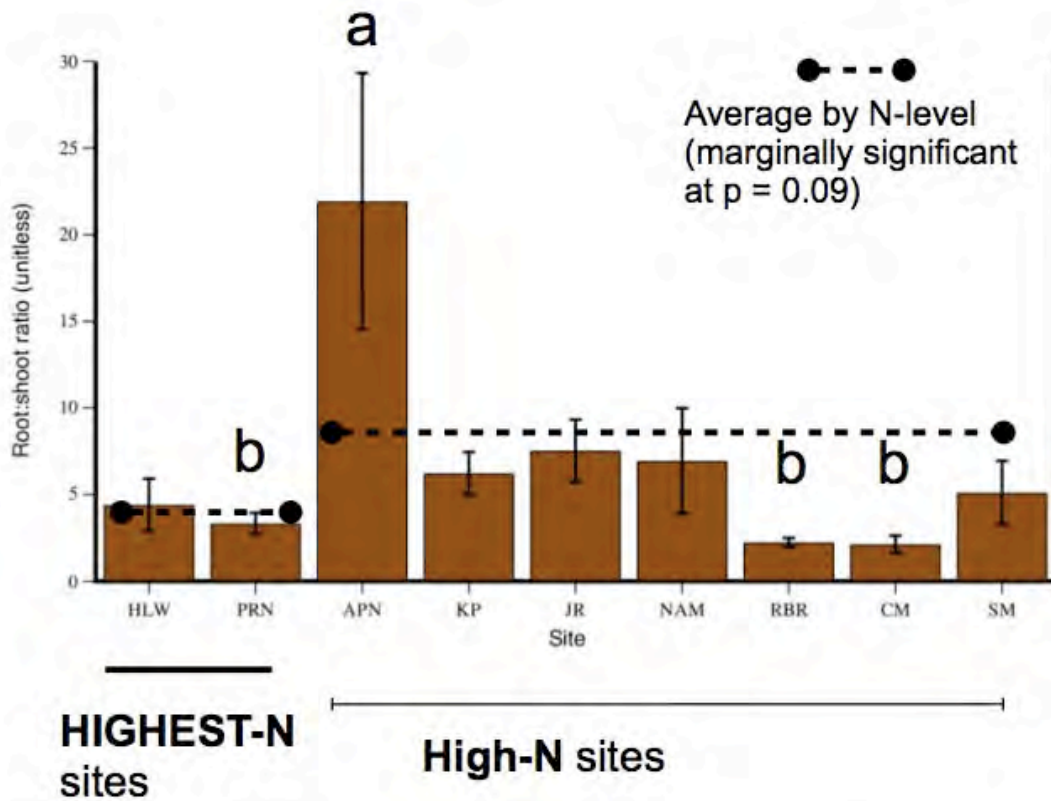 a
30
25
20
15
10
5
0
Root:shoot ratio (unitless)
Average by N-level
(marginally significant
at p = 0.09)
b
b
b
HLW PRN APN KP JR NAM RBR CM SM
Site
HIGHEST-N
sites
High-N sites